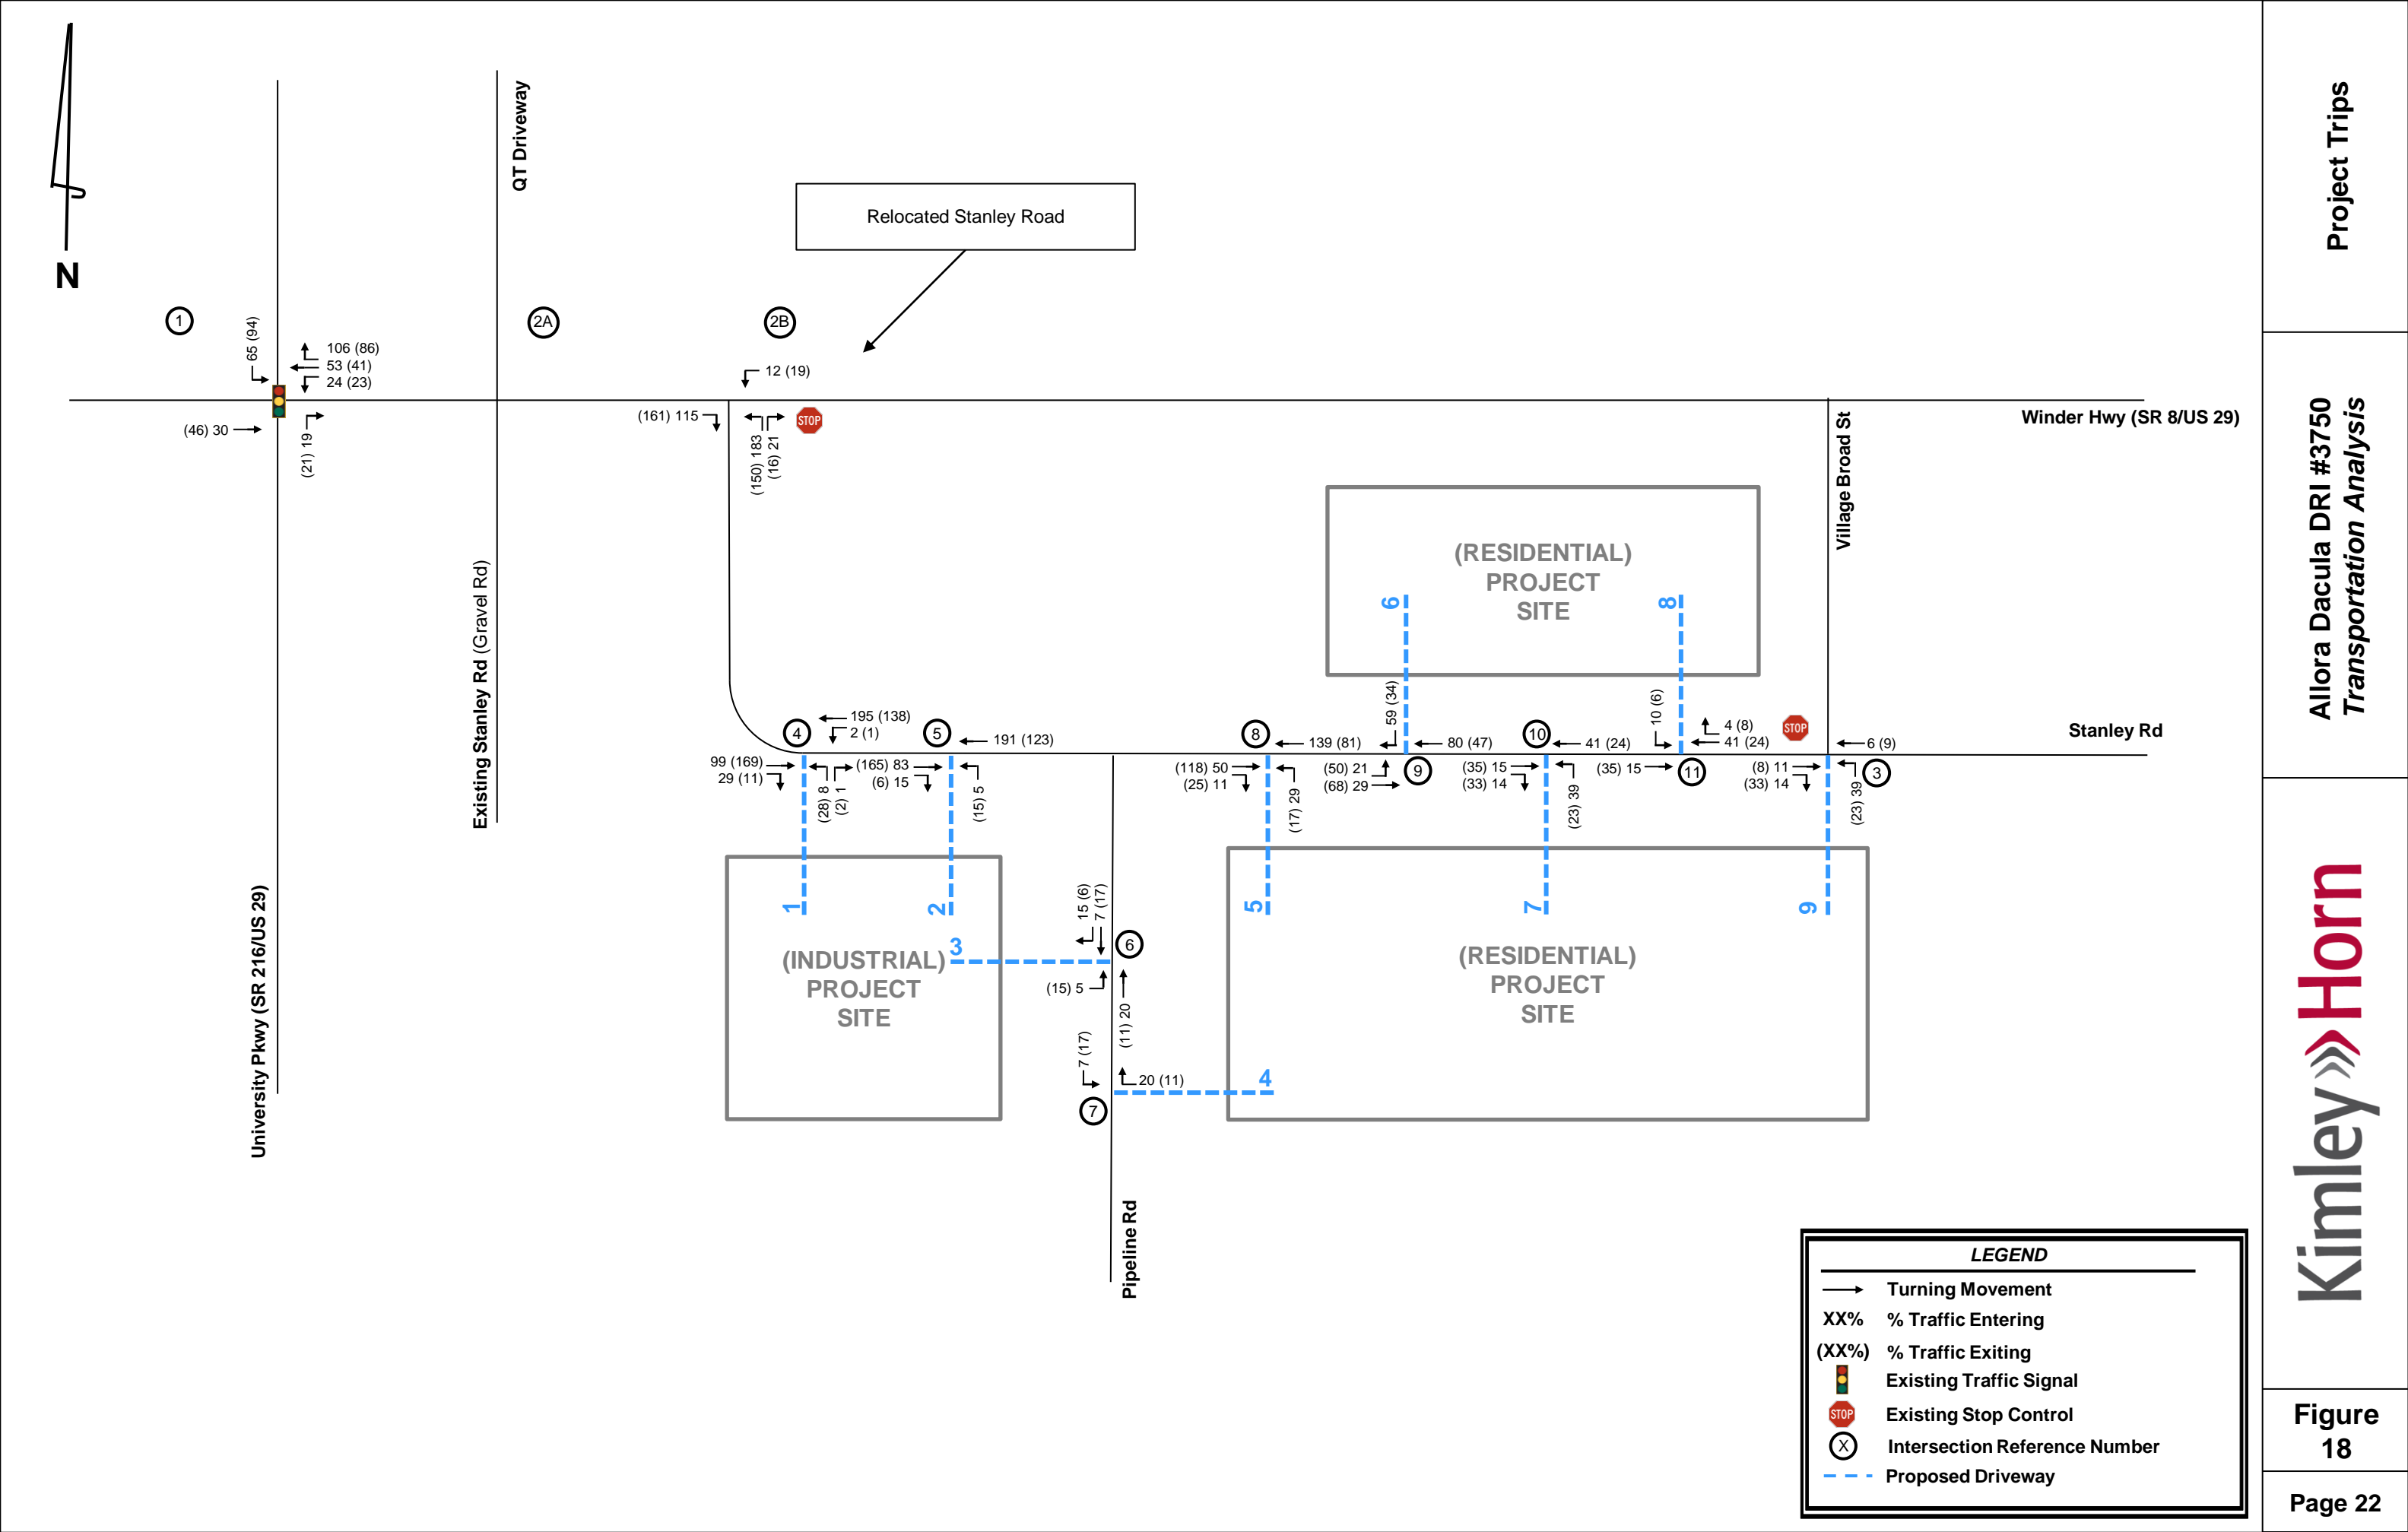 N
QT Driveway
Relocated Stanley Road
1
2A
2B
65 (94)
106 (86)
53 (41)
24 (23)
(46) 30
(21) 19
12 (19)
(161) 115
(150) 183
(16) 21
STOP
Winder Hwy (SR 8/US 29)
Village Broad St
Existing Stanley Rd (Gravel Rd)
University Pkwy (SR 216/US 29)
(RESIDENTIAL)
PROJECT
SITE
6
8
4
195 (138)
2 (1)
5
191 (123)
8
139 (81)
59 (34)
80 (47)
10
41 (24)
10 (6)
4 (8)
41 (24)
STOP
6 (9)
Stanley Rd
99 (169)
29 (11)
(28) 8
(2) 1
(165) 83
(6) 15
(15) 5
(118) 50
(25) 11
(17) 29
(50) 21
(68) 29
9
(35) 15
(33) 14
(23) 39
(35) 15
11
(8) 11
(33) 14
(23) 39
3
1
2
3
(INDUSTRIAL)
PROJECT
SITE
15 (6)
7 (17)
6
(15) 5
(11) 20
7 (17)
20 (11)
7
4
5
7
9
(RESIDENTIAL)
PROJECT
SITE
Pipeline Rd
LEGEND
Turning Movement
XX% % Traffic Entering
(XX%) % Traffic Exiting
Existing Traffic Signal
STOP Existing Stop Control
X Intersection Reference Number
Proposed Driveway
Project Trips
Allora Dacula DRI #3750
Transportation Analysis
Kimley»Horn
Figure
18
Page 22